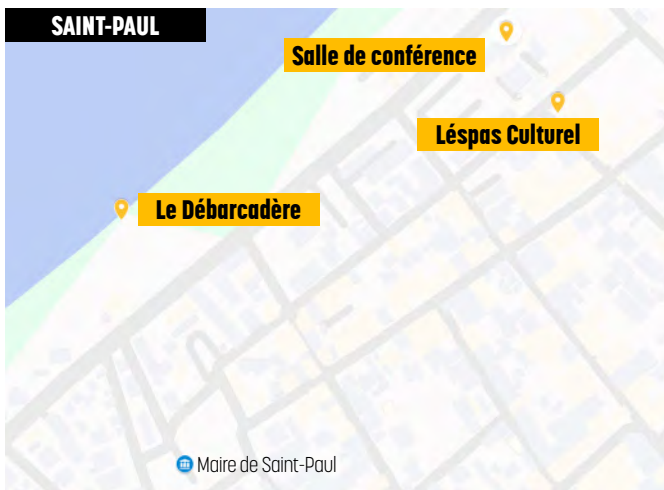 SAINT-PAUL
Salle de conférence
Léspas Culturel
Le Débarcadère
Maire de Saint-Paul